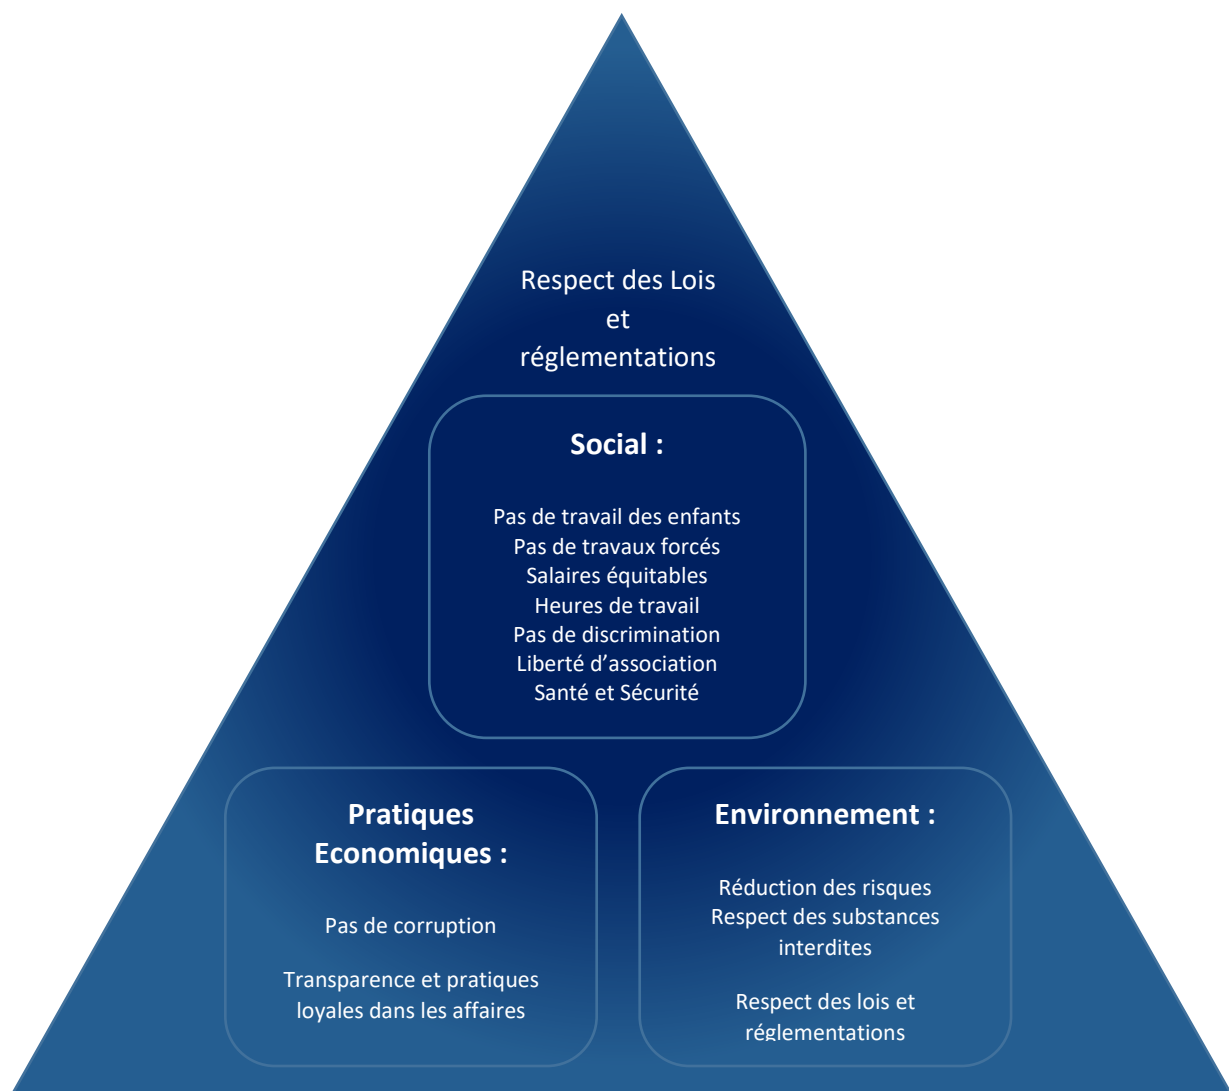 Respect des Lois
et
réglementations
Social :
Pas de travail des enfants
Pas de travaux forcés
Salaires équitables
Heures de travail
Pas de discrimination
Liberté d’association
Santé et Sécurité
Pratiques
Economiques :
Pas de corruption
Transparence et pratiques
loyales dans les affaires
Environnement :
Réduction des risques
Respect des substances
interdites
Respect des lois et
réglementations